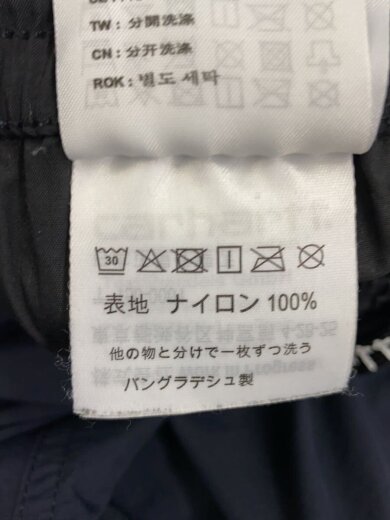 TW : 分開洗滌
CN : 分开洗涤
ROK : 별도 세탁
30
表地 ナイロン 100%
他の物と分けで一枚ずつ洗う
バングラデシュ製